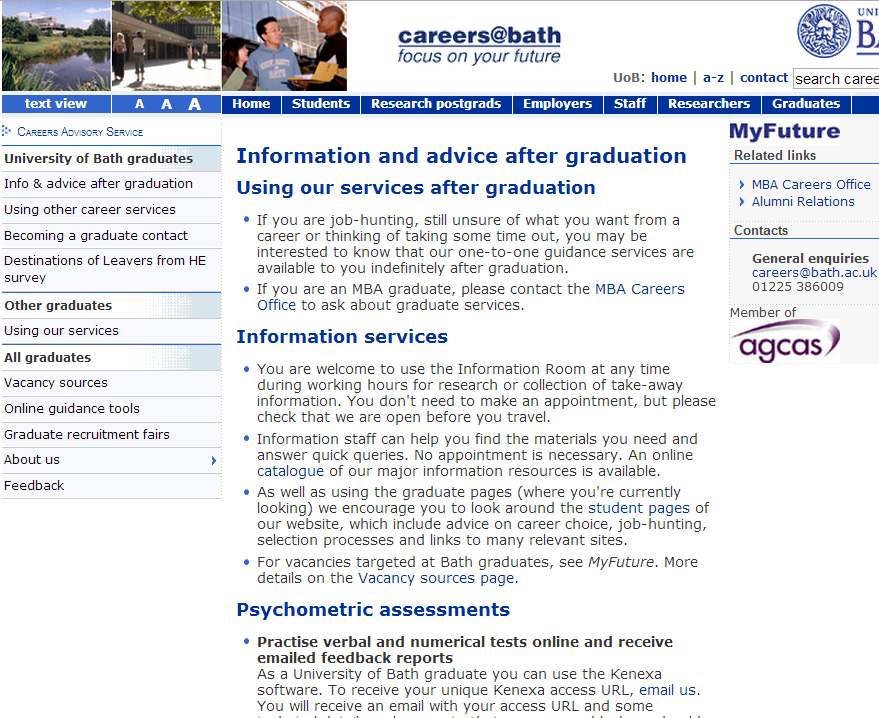 careers@bath
focus on your future
UNI
BA
UoB: home | a-z | contact
search caree
text view
A A A
Home
Students
Research postgrads
Employers
Staff
Researchers
Graduates
Careers Advisory Service
University of Bath graduates
Info & advice after graduation
Using other career services
Becoming a graduate contact
Destinations of Leavers from HE
survey
Other graduates
Using our services
All graduates
Vacancy sources
Online guidance tools
Graduate recruitment fairs
About us
Feedback
Information and advice after graduation
Using our services after graduation
If you are job-hunting, still unsure of what you want from a
career or thinking of taking some time out, you may be
interested to know that our one-to-one guidance services are
available to you indefinitely after graduation.
If you are an MBA graduate, please contact the MBA Careers
Office to ask about graduate services.
Information services
You are welcome to use the Information Room at any time
during working hours for research or collection of take-away
information. You don't need to make an appointment, but please
check that we are open before you travel.
Information staff can help you find the materials you need and
answer quick queries. No appointment is necessary. An online
catalogue of our major information resources is available.
As well as using the graduate pages (where you're currently
looking) we encourage you to look around the student pages of
our website, which include advice on career choice, job-hunting,
selection processes and links to many relevant sites.
For vacancies targeted at Bath graduates, see MyFuture. More
details on the Vacancy sources page.
Psychometric assessments
Practise verbal and numerical tests online and receive
emailed feedback reports
As a University of Bath graduate you can use the Kenexa
software. To receive your unique Kenexa access URL, email us.
You will receive an email with your access URL and some
MyFuture
Related links
MBA Careers Office
Alumni Relations
Contacts
General enquiries
careers@bath.ac.uk
01225 386009
Member of
agcas